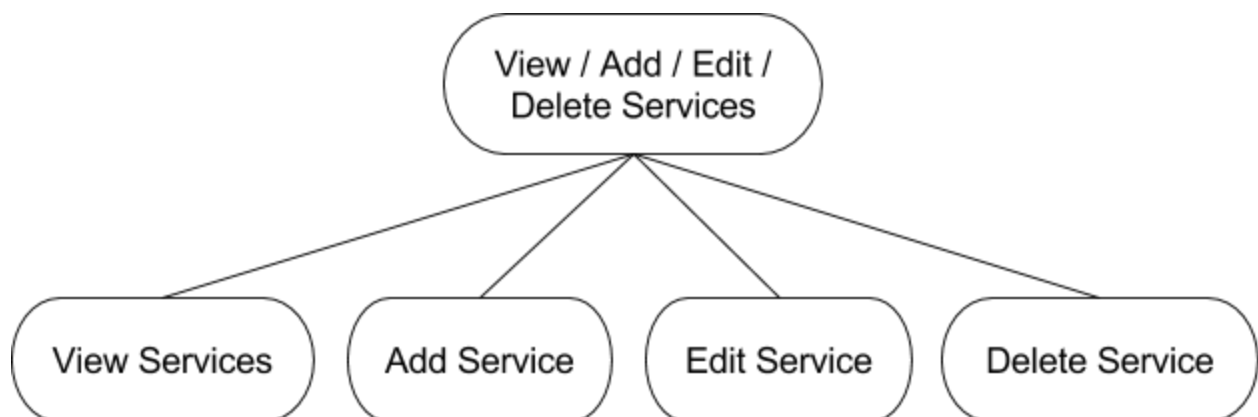 View / Add / Edit /
Delete Services
View Services
Add Service
Edit Service
Delete Service